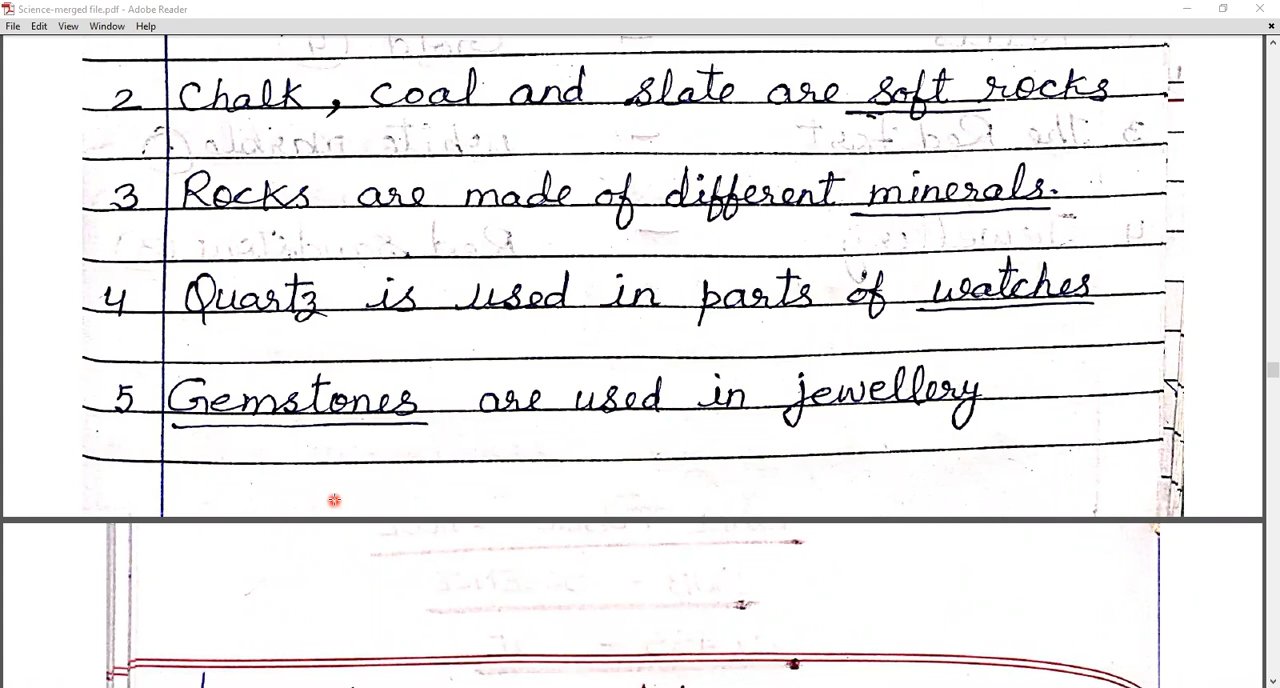 Science-merged file.pdf - Adobe Reader
File Edit View Window Help
2 Chalk, coal and slate are soft rocks
3 Rocks are made of different minerals.
4 Quartz is used in parts of watches
5 Gemstones are used in jewellery